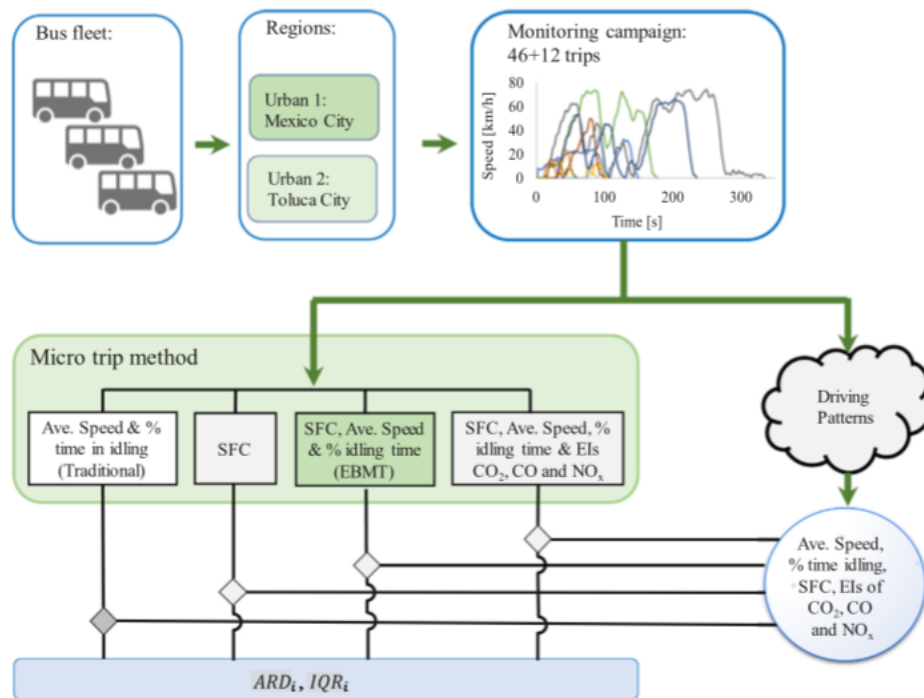 Bus fleet:
Regions:
Urban 1:
Mexico City
Urban 2:
Toluca City
Monitoring campaign:
46+12 trips
Speed [km/h]
80
60
40
20
0
0
100
200
300
Time [s]
Micro trip method
Ave. Speed & %
time in idling
(Traditional)
SFC
SFC, Ave. Speed
& % idling time
(EBMT)
SFC, Ave. Speed, %
idling time & EIs
CO₂, CO and NOₓ
Driving
Patterns
Ave. Speed,
% time idling,
SFC, EIs of
CO₂, CO
and NOₓ
ARDᵢ, IQRᵢ